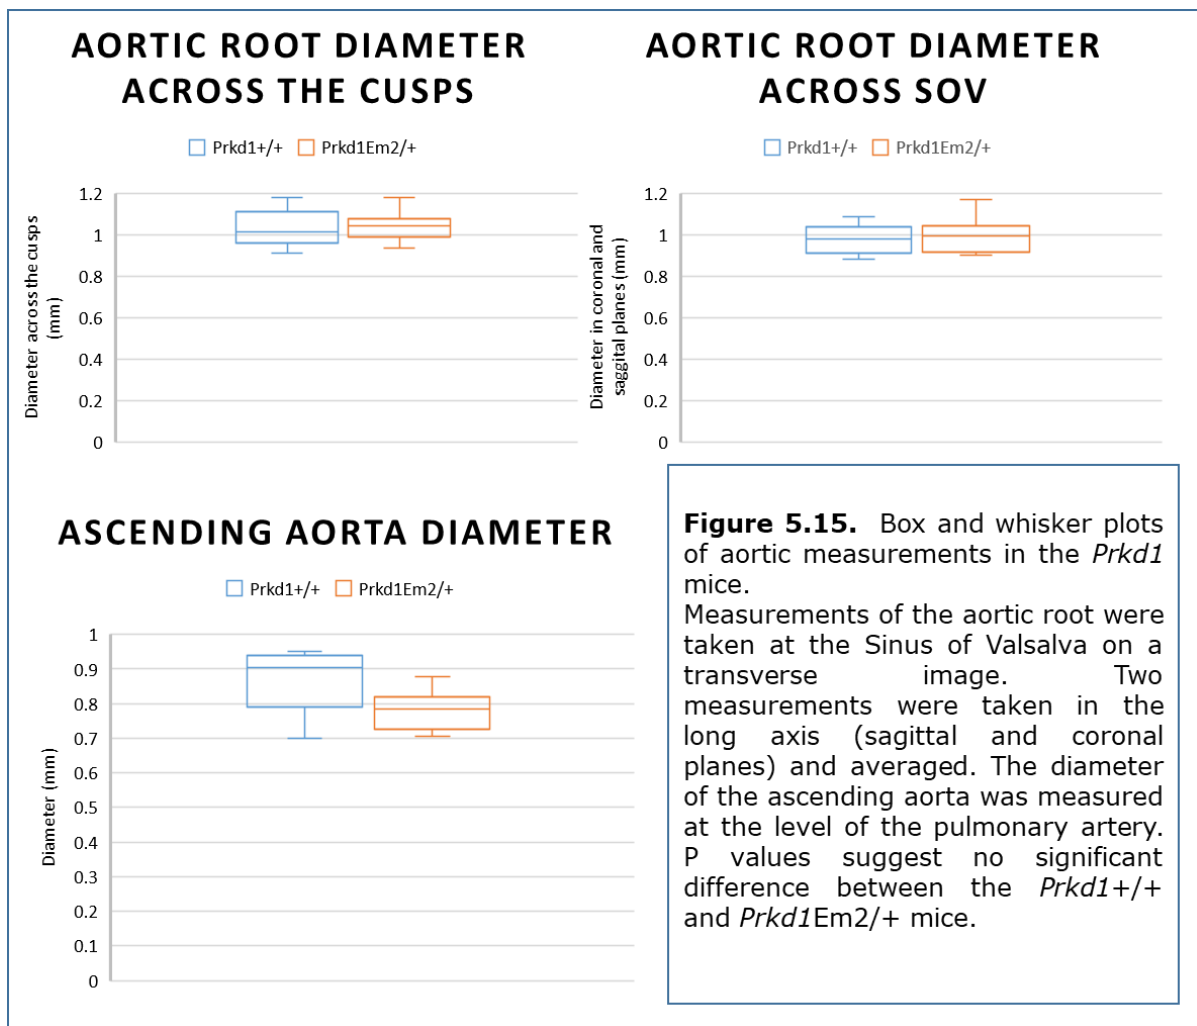 AORTIC ROOT DIAMETER
ACROSS THE CUSPS
Prkd1+/+ Prkd1Em2/+
Diameter across the cusps
(mm)
1.2
1
0.8
0.6
0.4
0.2
0
AORTIC ROOT DIAMETER
ACROSS SOV
Prkd1+/+ Prkd1Em2/+
Diameter in coronal and
saggital planes (mm)
1.2
1
0.8
0.6
0.4
0.2
0
ASCENDING AORTA DIAMETER
Prkd1+/+ Prkd1Em2/+
Diameter (mm)
1
0.9
0.8
0.7
0.6
0.5
0.4
0.3
0.2
0.1
0
Figure 5.15. Box and whisker plots
of aortic measurements in the Prkd1
mice.
Measurements of the aortic root were
taken at the Sinus of Valsalva on a
transverse image. Two
measurements were taken in the
long axis (sagittal and coronal
planes) and averaged. The diameter
of the ascending aorta was measured
at the level of the pulmonary artery.
P values suggest no significant
difference between the Prkd1+/+
and Prkd1Em2/+ mice.